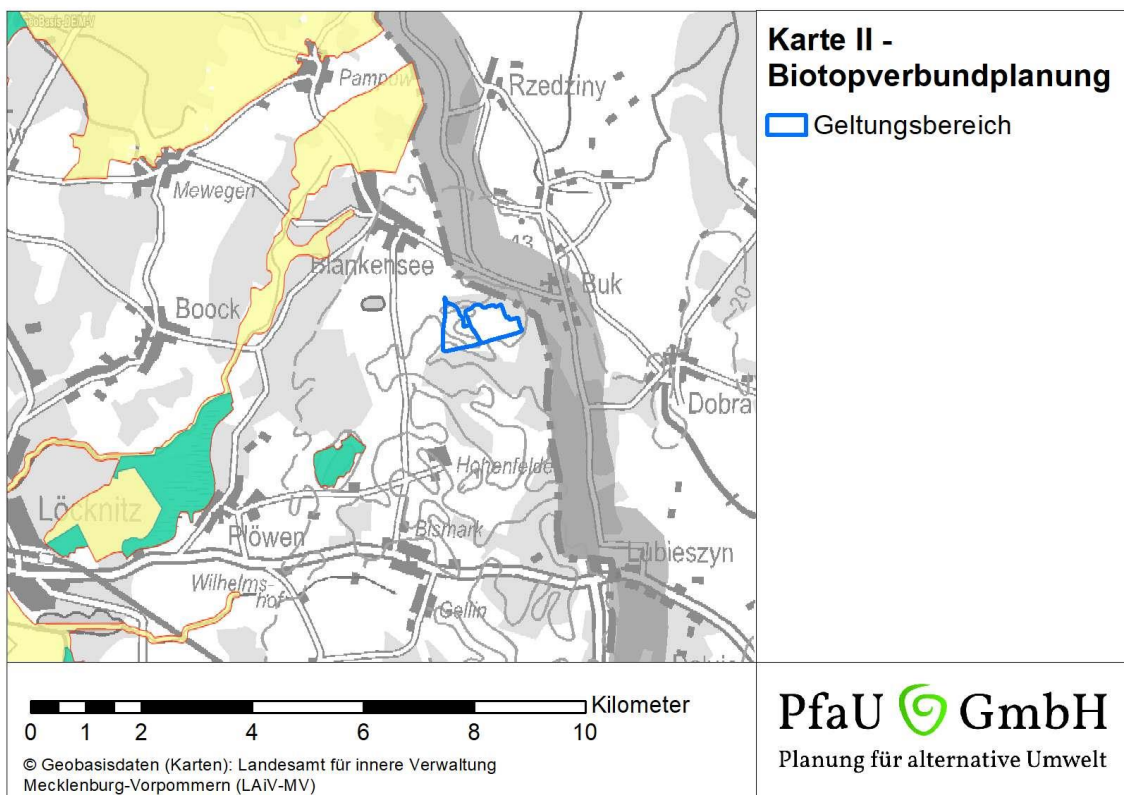 Karte II -
Biotopverbundplanung
Geltungsbereich
Pampow
Rzedziny
Mewegen
43
Blankensee
Buk
Boock
20
Dobra
Hohenfelde
Löcknitz
Plöwen
Bismark
Lubieszyn
Wilhelms-
hof
Gellin
Kilometer
0 1 2 4 6 8 10
© Geobasisdaten (Karten): Landesamt für innere Verwaltung
Mecklenburg-Vorpommern (LAiV-MV)
PfaU GmbH
Planung für alternative Umwelt